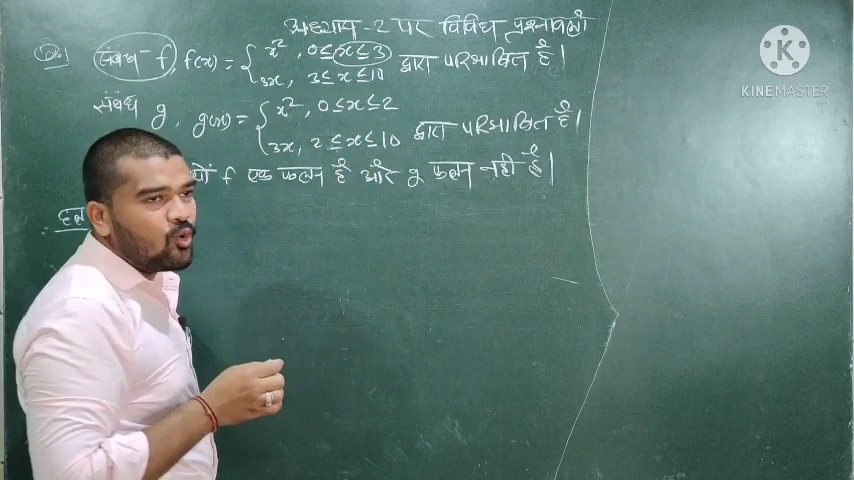 अध्याय-2 पर विविध प्रश्नावली
संबंध-f, f(x) = { x², 0≤x≤3
3x, 3≤x≤10 द्वारा परिभाषित है।
संबंध g, g(x) = { x², 0≤x≤2
3x, 2≤x≤10 द्वारा परिभाषित है।
f एक फलन है और g फलन नहीं है।
हल
KINEMASTER